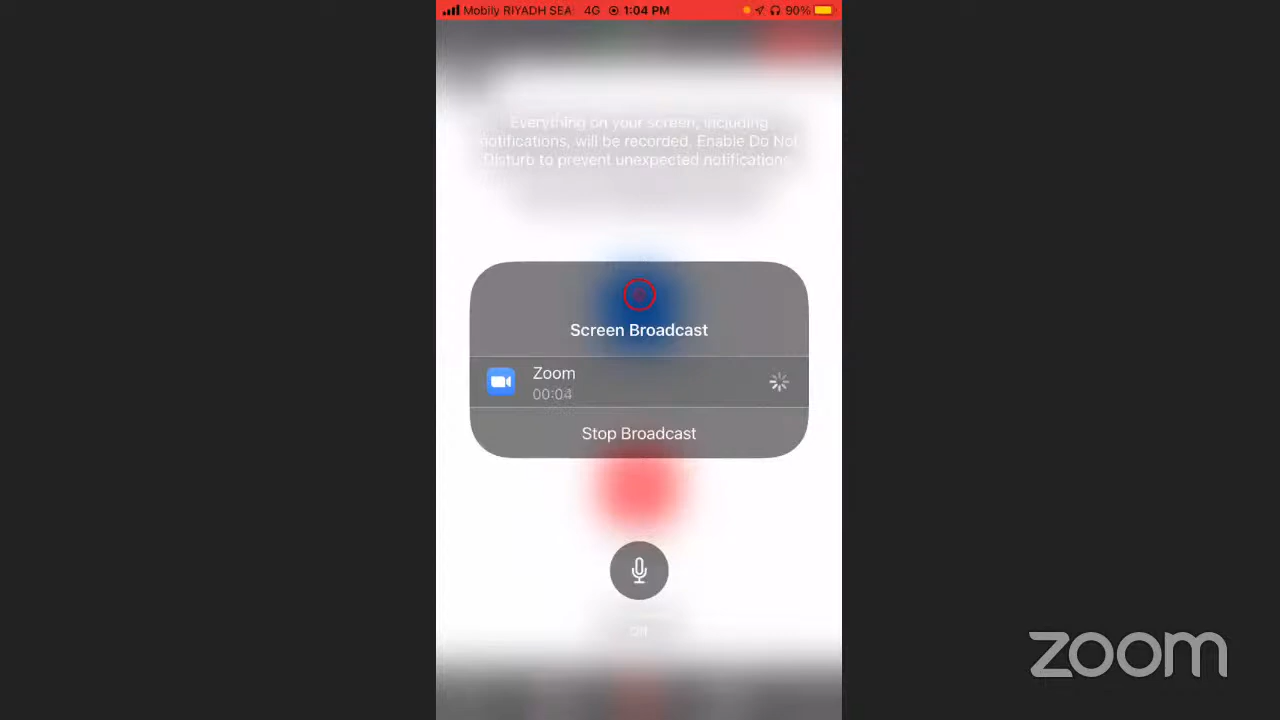 Mobily RIYADH SEA: 4G 1:04 PM 90%
Everything on your screen, including
notifications, will be recorded. Enable Do Not
Disturb to prevent unexpected notifications.
Screen Broadcast
Zoom
00:04
Stop Broadcast
Off
zoom